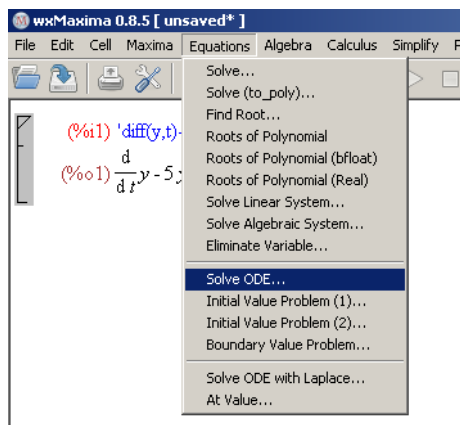 wxMaxima 0.8.5 [ unsaved* ]
File Edit Cell Maxima Equations Algebra Calculus Simplify
Solve...
Solve (to_poly)...
Find Root...
Roots of Polynomial
Roots of Polynomial (bfloat)
Roots of Polynomial (Real)
Solve Linear System...
Solve Algebraic System...
Eliminate Variable...
Solve ODE...
Initial Value Problem (1)...
Initial Value Problem (2)...
Boundary Value Problem...
Solve ODE with Laplace...
At Value...
(%i1) 'diff(y,t)-
(%o1) d/dt y - 5